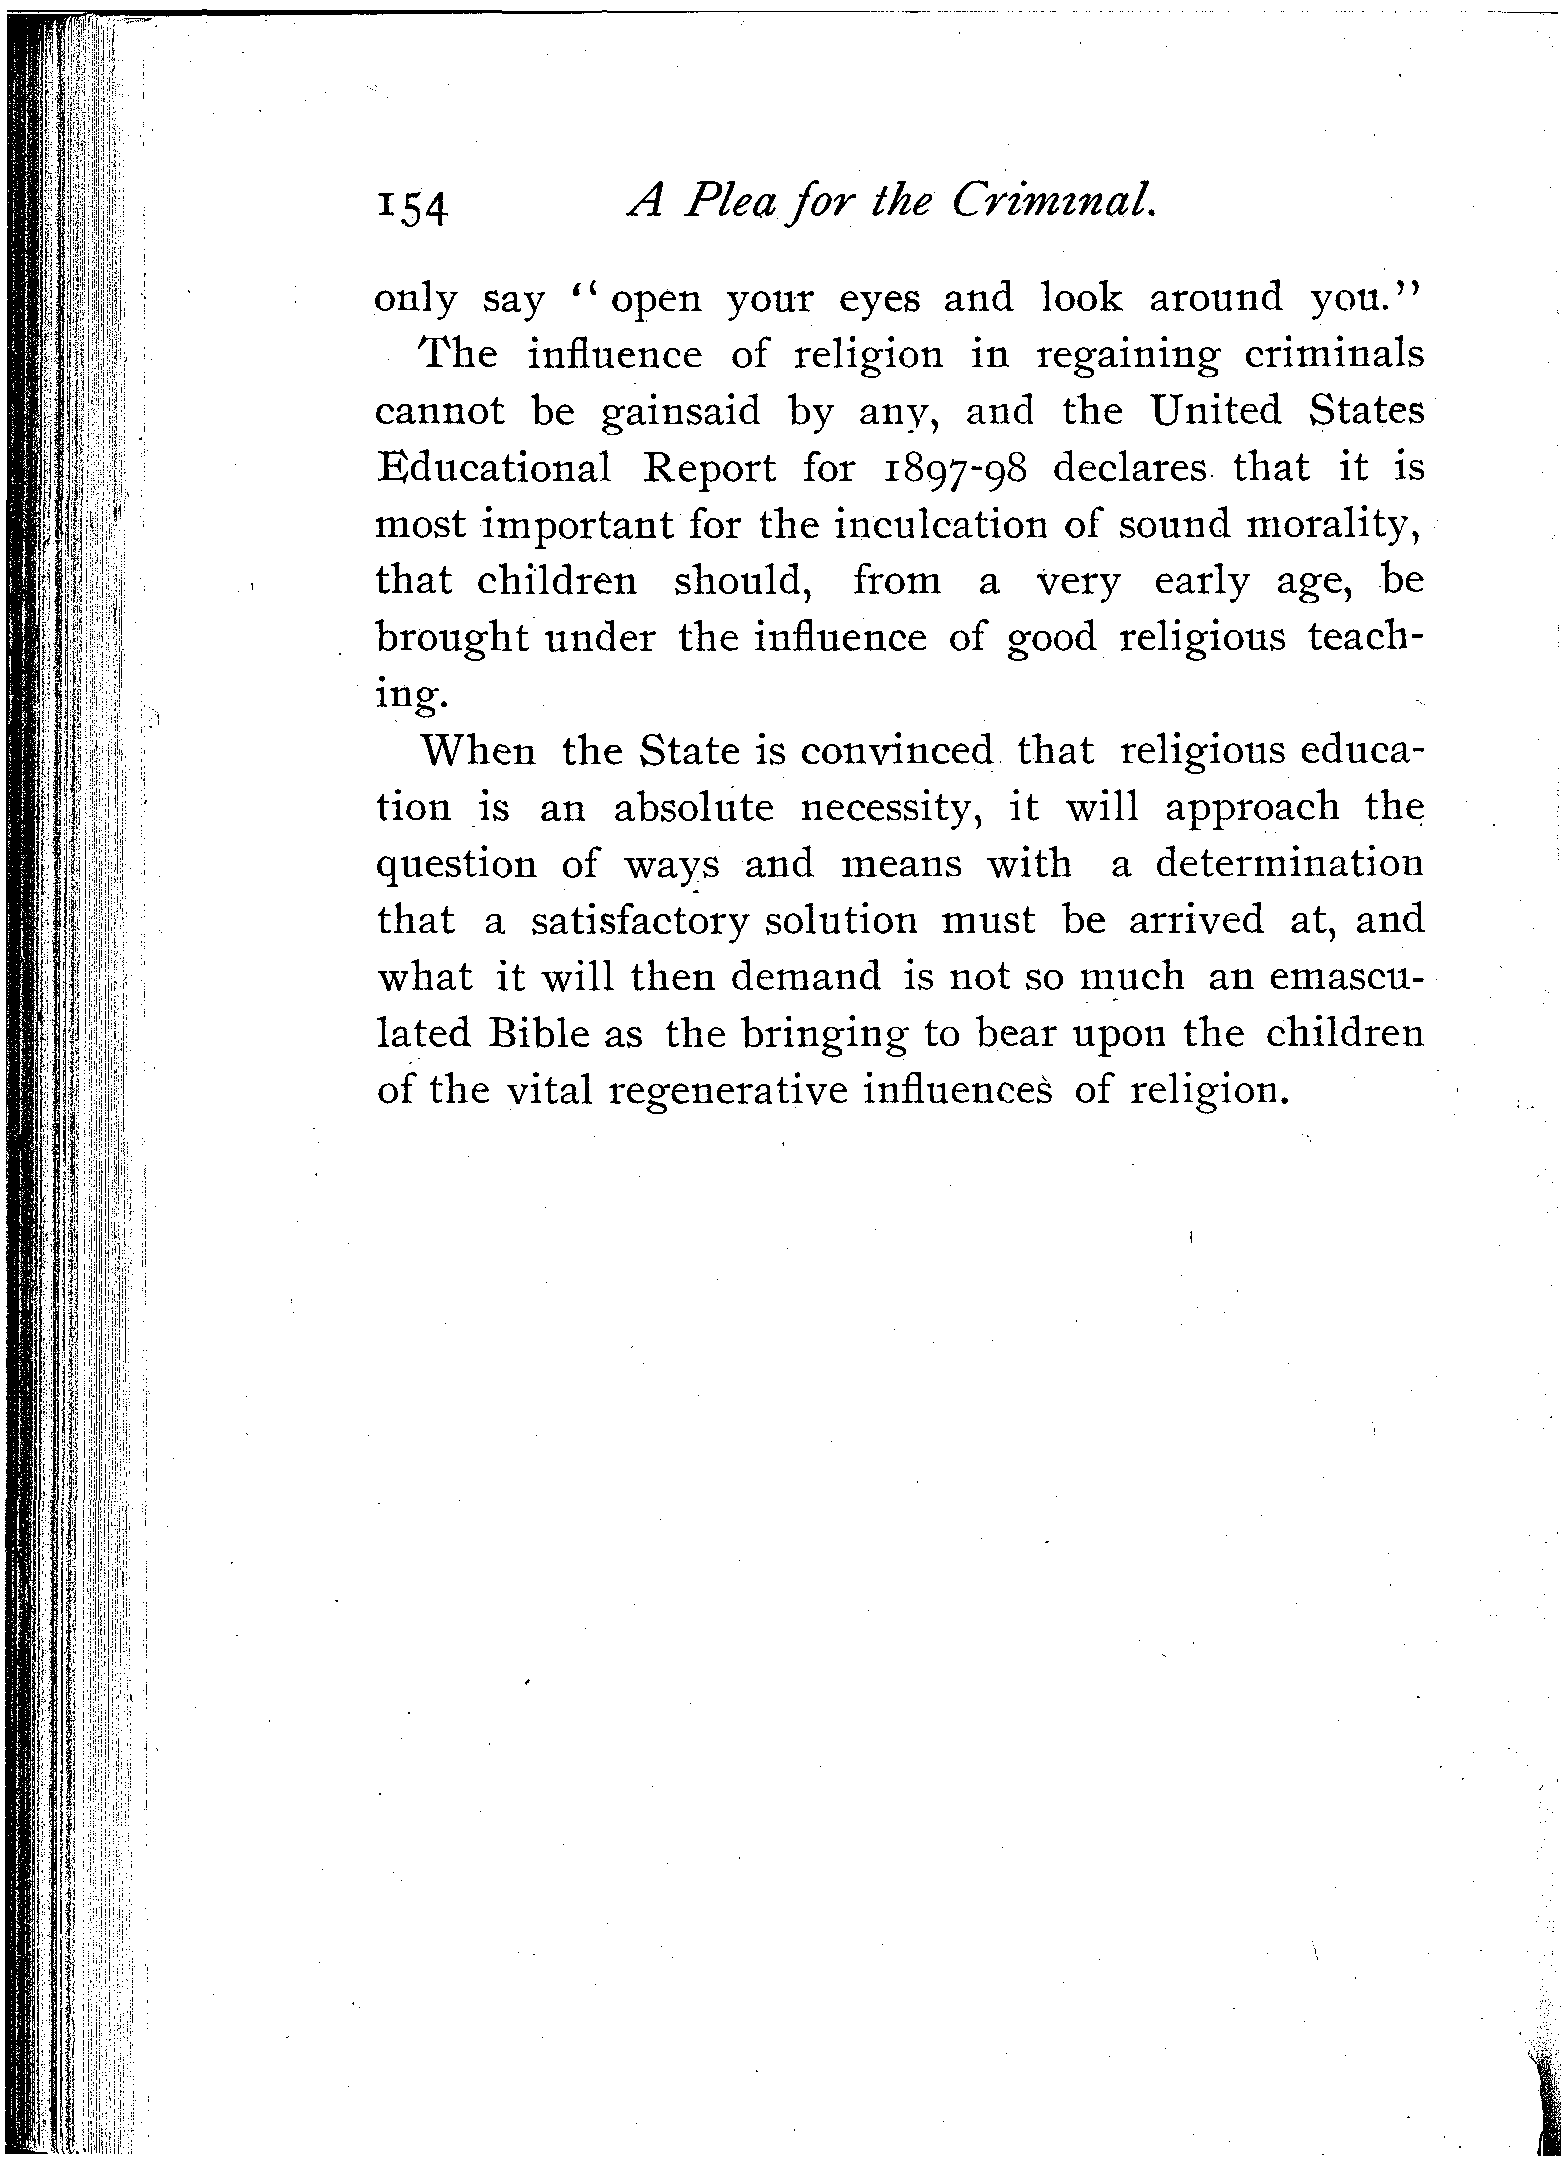 154 A Plea for the Criminal.
only say “ open your eyes and look around you.”
The influence of religion in regaining criminals
cannot be gainsaid by any, and the United States
Educational Report for 1897-98 declares that it is
most important for the inculcation of sound morality,
that children should, from a very early age, be
brought under the influence of good religious teach-
ing.
When the State is convinced that religious educa-
tion is an absolute necessity, it will approach the
question of ways and means with a determination
that a satisfactory solution must be arrived at, and
what it will then demand is not so much an emascu-
lated Bible as the bringing to bear upon the children
of the vital regenerative influences of religion.